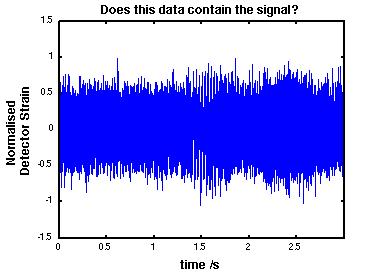 Does this data contain the signal?
1.5
1
0.5
0
-0.5
-1
-1.5
Normalised
Detector Strain
0 0.5 1 1.5 2 2.5
time /s